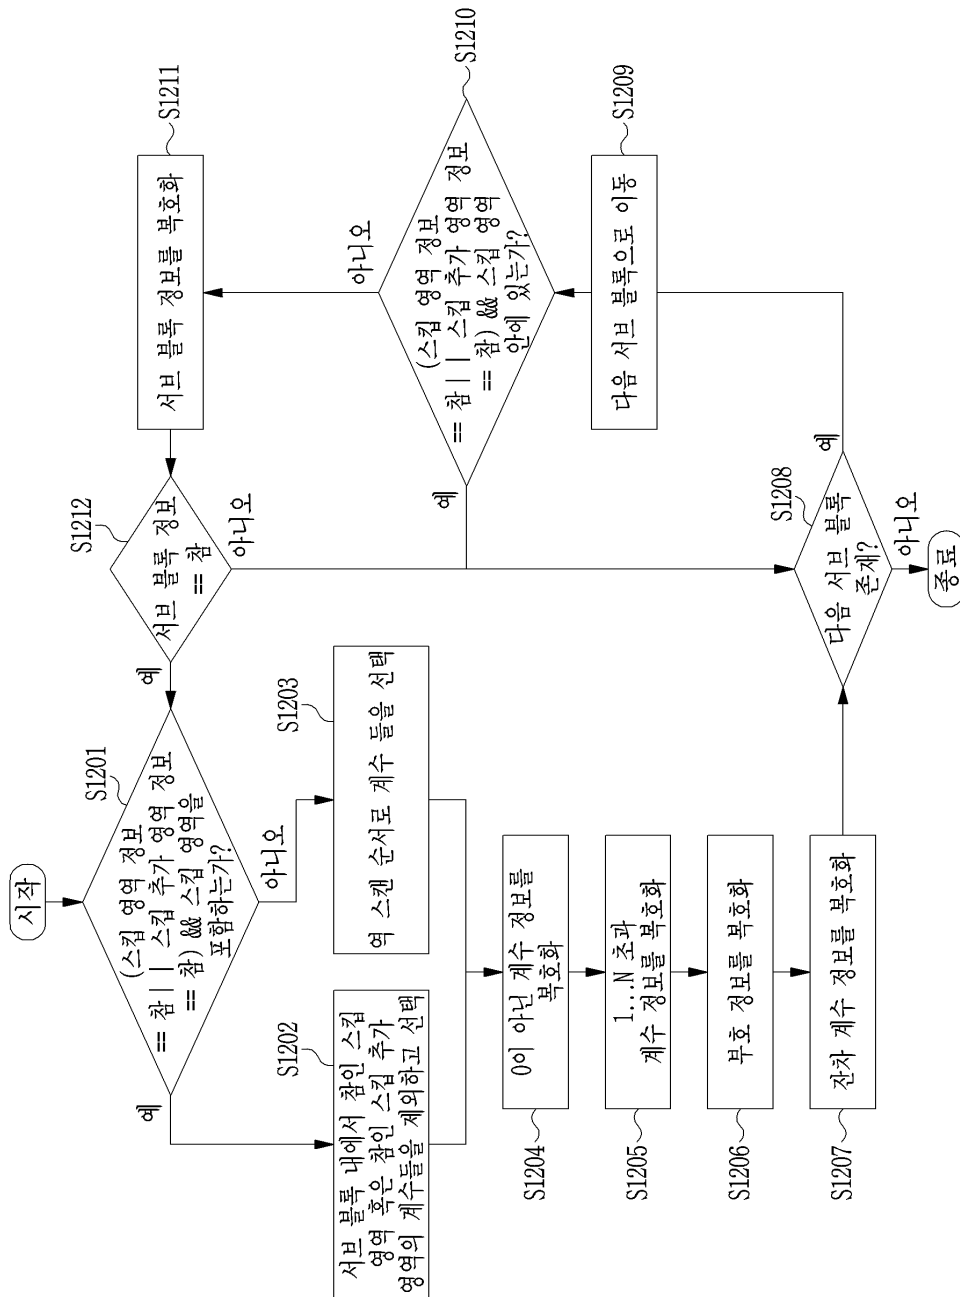 시작
S1201
(스킵 영역 정보
== 참 || 스킵 추가 영역 정보
== 참) && 스킵 영역을
포함하는가?
예
아니오
S1202
서브 블록 내에서 참인 스킵
영역 혹은 참인 스킵 추가
영역의 계수들을 제외하고 선택
S1203
역 스캔 순서로 계수 들을 선택
S1204
0이 아닌 계수 정보를
복호화
S1205
1...N 초과
계수 정보를 복호화
S1206
부호 정보를 복호화
S1207
잔차 계수 정보를 복호화
S1208
다음 서브 블록
존재?
예
아니오
종료
S1209
다음 서브 블록으로 이동
S1210
(스킵 영역 정보
== 참 || 스킵 추가 영역 정보
== 참) && 스킵 영역
안에 있는가?
예
아니오
S1211
서브 블록 정보를 복호화
S1212
서브 블록 정보
== 참
예
아니오